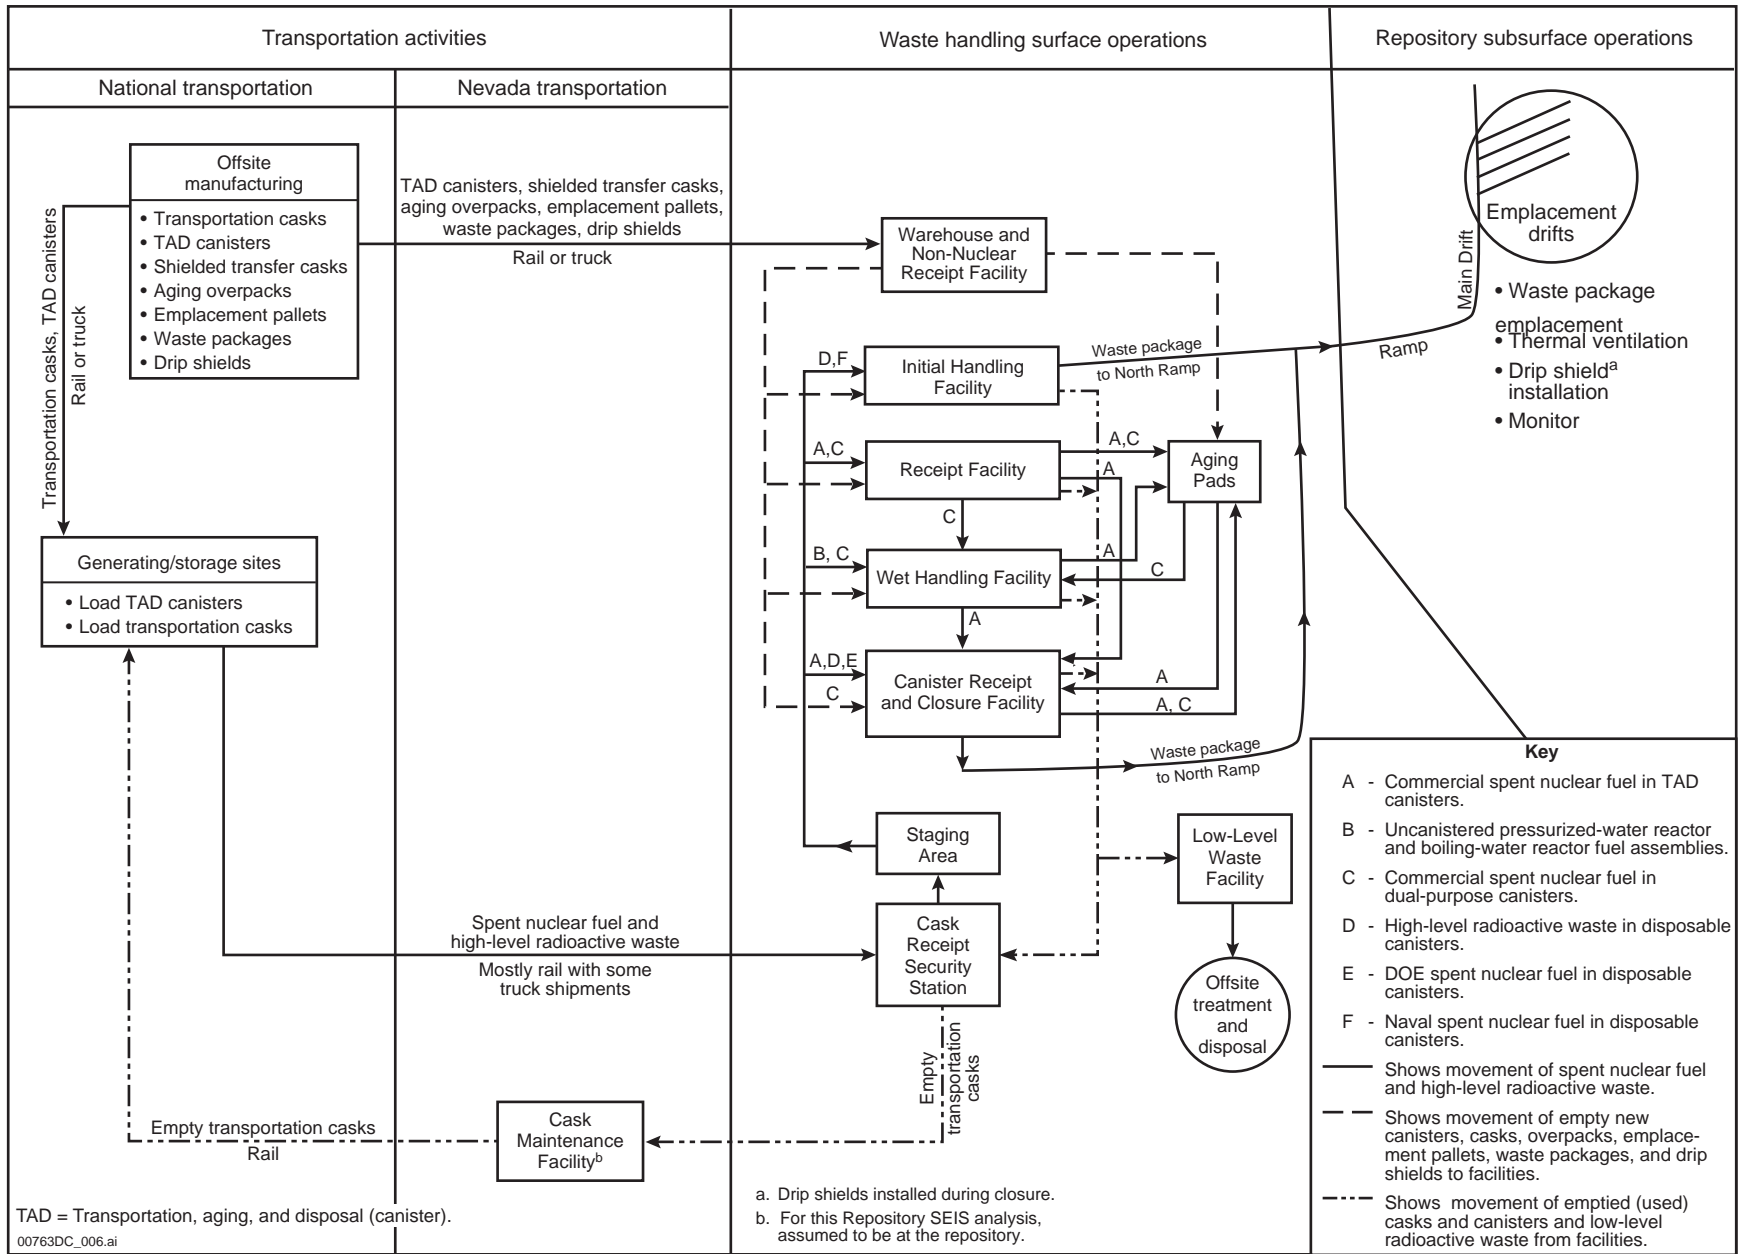 Transportation activities
Waste handling surface operations
Repository subsurface operations
National transportation
Nevada transportation
Offsite
manufacturing
• Transportation casks
• TAD canisters
• Shielded transfer casks
• Aging overpacks
• Emplacement pallets
• Waste packages
• Drip shields
Transportation casks, TAD canisters
Rail or truck
TAD canisters, shielded transfer casks,
aging overpacks, emplacement pallets,
waste packages, drip shields
Rail or truck
Generating/storage sites
• Load TAD canisters
• Load transportation casks
Spent nuclear fuel and
high-level radioactive waste
Mostly rail with some
truck shipments
Empty transportation casks
Rail
Cask
Maintenance
Facilityb
TAD = Transportation, aging, and disposal (canister).
00763DC_006.ai
Warehouse and
Non-Nuclear
Receipt Facility
D,F
Initial Handling
Facility
Waste package
to North Ramp
A,C
Receipt Facility
A,C
A
Aging
Pads
C
B, C
Wet Handling Facility
A
C
A
A,D,E
C
Canister Receipt
and Closure Facility
A
A, C
Waste package
to North Ramp
Staging
Area
Low-Level
Waste
Facility
Cask
Receipt
Security
Station
Offsite
treatment
and
disposal
Empty
transportation
casks
a. Drip shields installed during closure.
b. For this Repository SEIS analysis,
assumed to be at the repository.
Emplacement
drifts
Main Drift
Ramp
• Waste package
emplacement
• Thermal ventilation
• Drip shielda
installation
• Monitor
Key
A - Commercial spent nuclear fuel in TAD
canisters.
B - Uncanistered pressurized-water reactor
and boiling-water reactor fuel assemblies.
C - Commercial spent nuclear fuel in
dual-purpose canisters.
D - High-level radioactive waste in disposable
canisters.
E - DOE spent nuclear fuel in disposable
canisters.
F - Naval spent nuclear fuel in disposable
canisters.
Shows movement of spent nuclear fuel
and high-level radioactive waste.
Shows movement of empty new
canisters, casks, overpacks, emplace-
ment pallets, waste packages, and drip
shields to facilities.
Shows movement of emptied (used)
casks and canisters and low-level
radioactive waste from facilities.